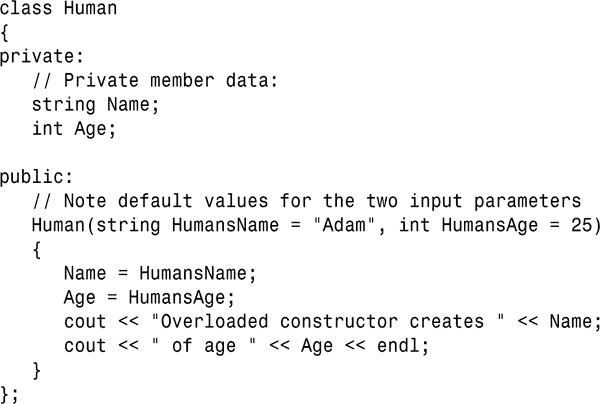 class Human
{
private:
   // Private member data:
   string Name;
   int Age;

public:
   // Note default values for the two input parameters
   Human(string HumansName = "Adam", int HumansAge = 25)
   {
      Name = HumansName;
      Age = HumansAge;
      cout << "Overloaded constructor creates " << Name;
      cout << " of age " << Age << endl;
   }
};